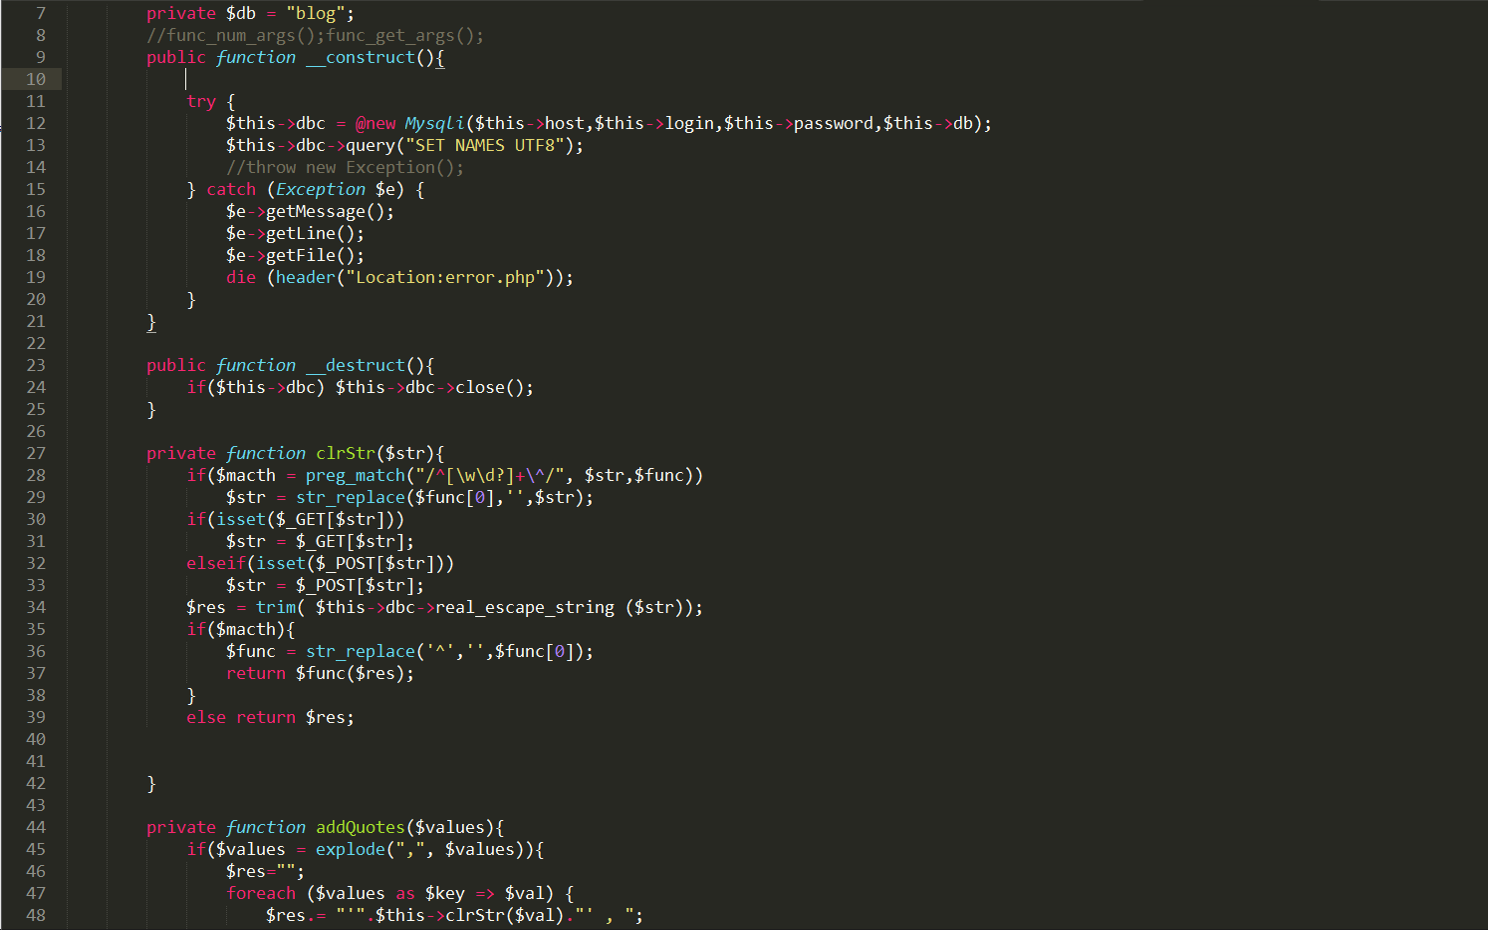 7 private $db = "blog";
8 //func_num_args();func_get_args();
9 public function __construct(){
10
11 try {
12 $this->dbc = @new Mysqli($this->host,$this->login,$this->password,$this->db);
13 $this->dbc->query("SET NAMES UTF8");
14 //throw new Exception();
15 } catch (Exception $e) {
16 $e->getMessage();
17 $e->getLine();
18 $e->getFile();
19 die (header("Location:error.php"));
20 }
21 }
22
23 public function __destruct(){
24 if($this->dbc) $this->dbc->close();
25 }
26
27 private function clrStr($str){
28 if($macth = preg_match("/^[\w\d?]+\^/", $str,$func))
29 $str = str_replace($func[0],'',$str);
30 if(isset($_GET[$str]))
31 $str = $_GET[$str];
32 elseif(isset($_POST[$str]))
33 $str = $_POST[$str];
34 $res = trim( $this->dbc->real_escape_string ($str));
35 if($macth){
36 $func = str_replace('^','',$func[0]);
37 return $func($res);
38 }
39 else return $res;
40
41
42 }
43
44 private function addQuotes($values){
45 if($values = explode(",", $values)){
46 $res="";
47 foreach ($values as $key => $val) {
48 $res.= "'".$this->clrStr($val)."' , ";